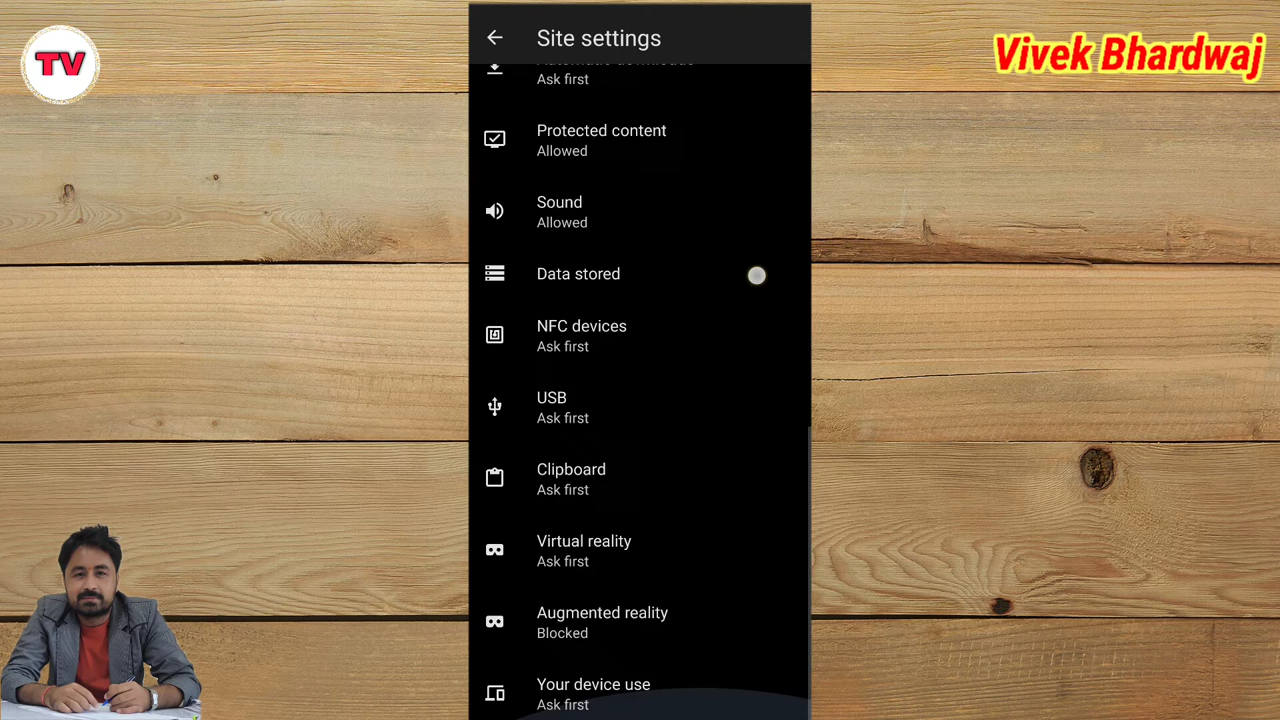 TV
Vivek Bhardwaj
Site settings
Ask first
Protected content
Allowed
Sound
Allowed
Data stored
NFC devices
Ask first
USB
Ask first
Clipboard
Ask first
Virtual reality
Ask first
Augmented reality
Blocked
Your device use
Ask first